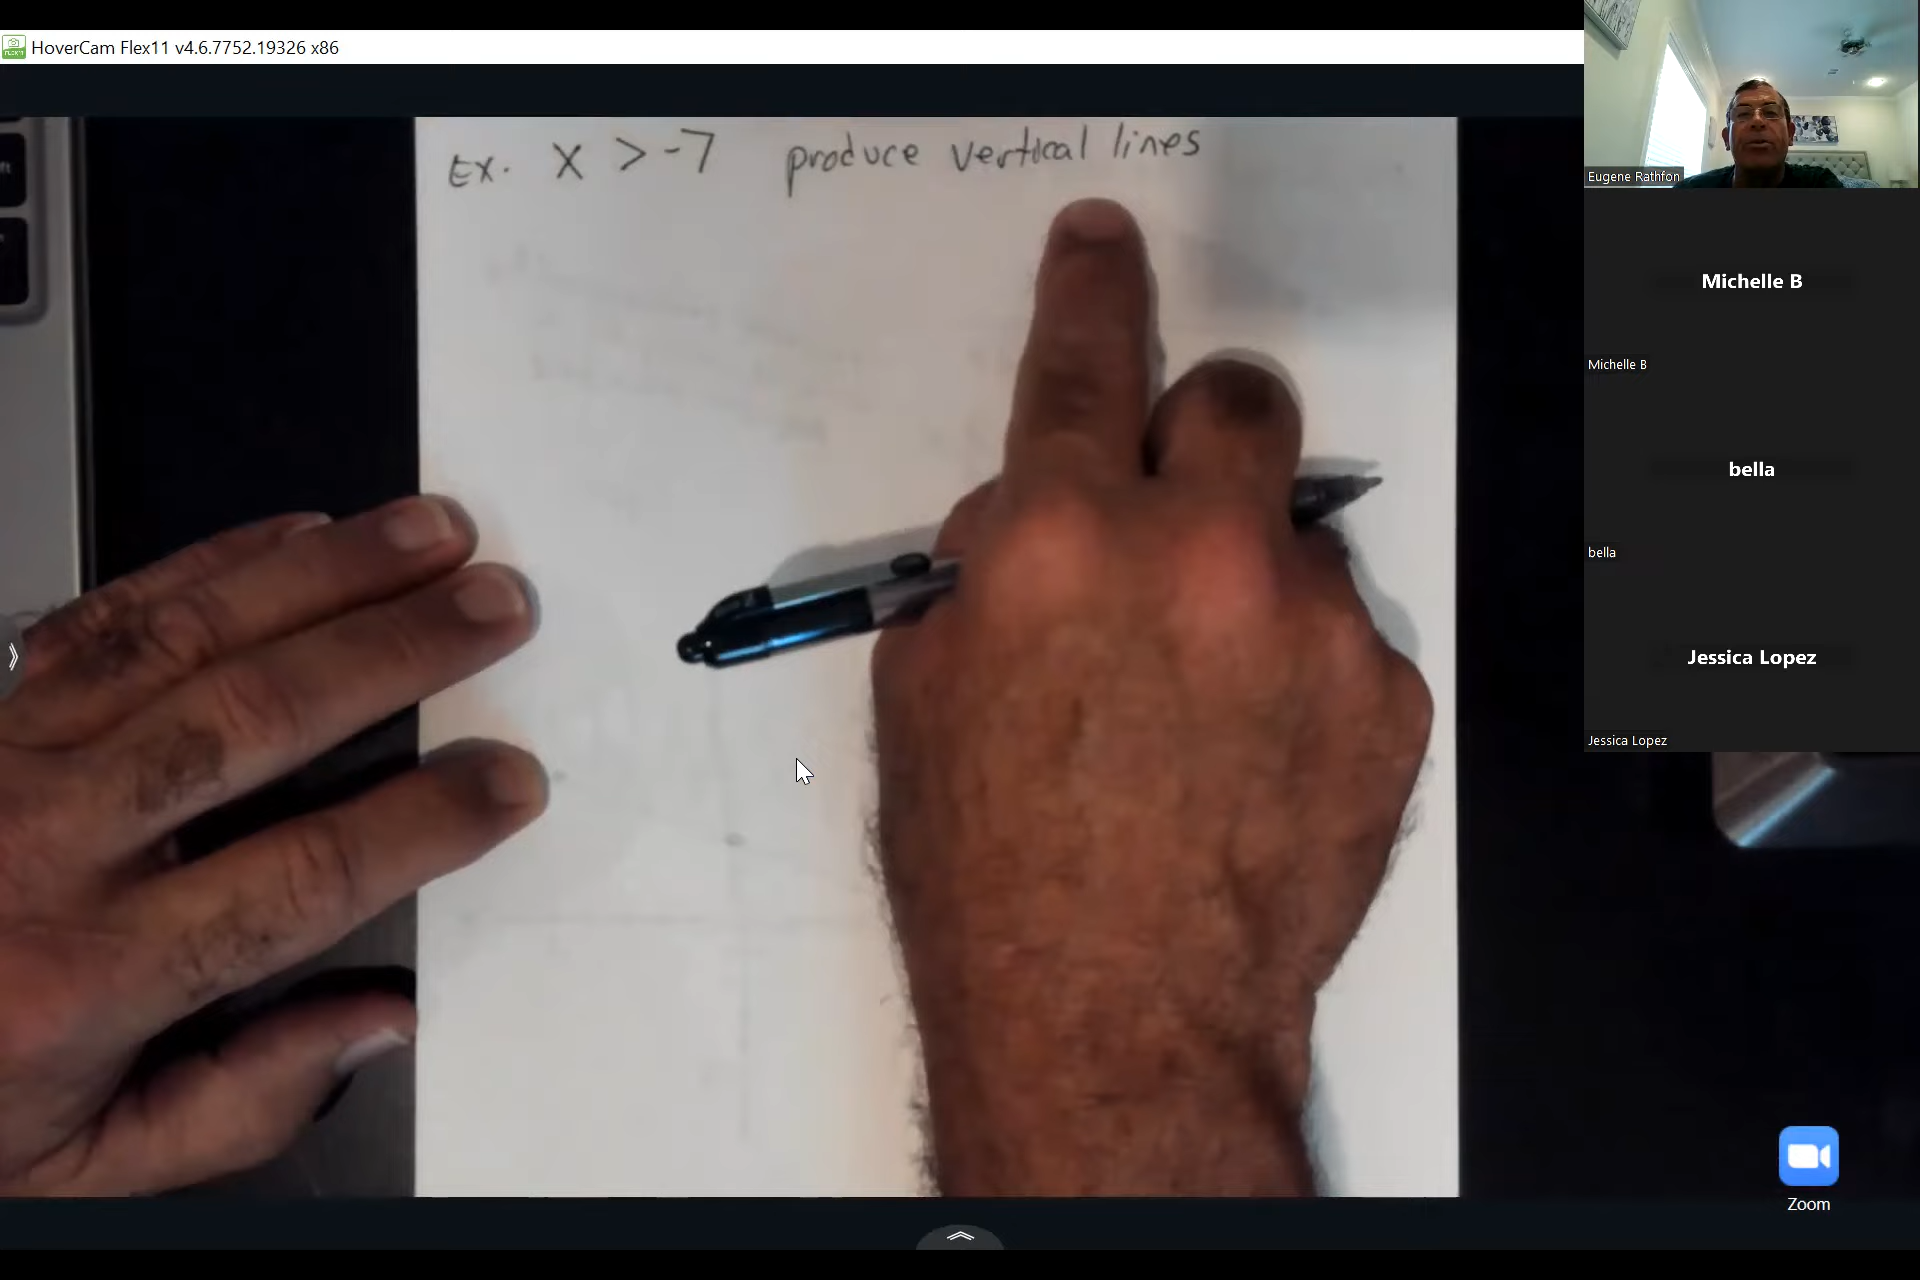 HoverCam Flex11 v4.6.7752.19326 x86
Ex. x > -7 produce vertical lines
Eugene Rathfon
Michelle B
Michelle B
bella
bella
Jessica Lopez
Jessica Lopez
Zoom